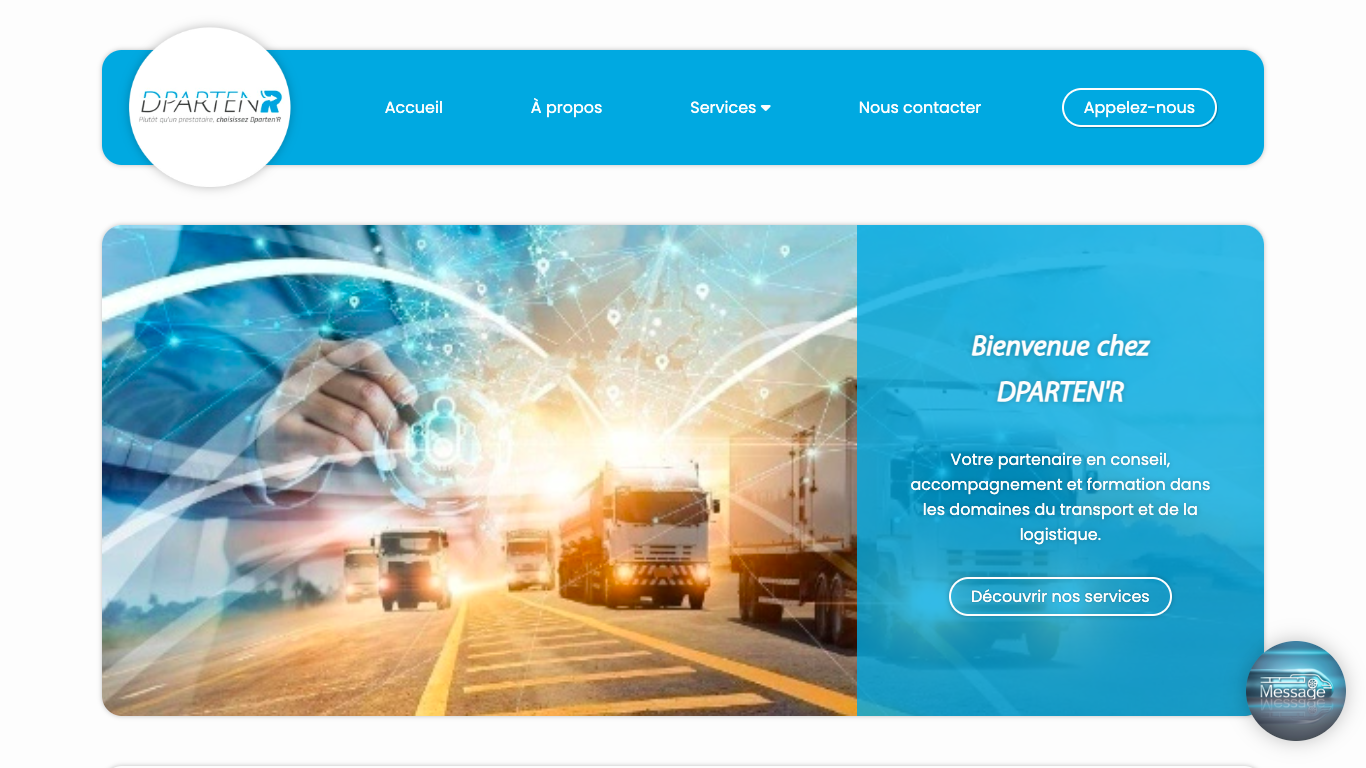 DPARTEN'R
Plutôt qu'un prestataire, choisissez Dparten'R
Accueil
À propos
Services
Nous contacter
Appelez-nous
Bienvenue chez
DPARTEN'R
Votre partenaire en conseil,
accompagnement et formation dans
les domaines du transport et de la
logistique.
Découvrir nos services
Message